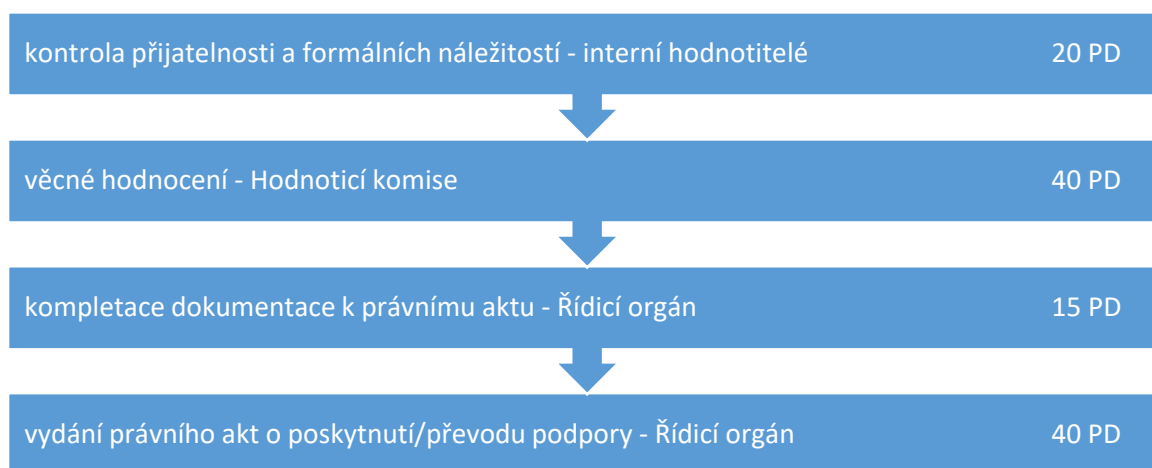 kontrola přijatelnosti a formálních náležitostí - interní hodnotitelé 20 PD
věcné hodnocení - Hodnoticí komise 40 PD
kompletace dokumentace k právnímu aktu - Řídicí orgán 15 PD
vydání právního akt o poskytnutí/převodu podpory - Řídicí orgán 40 PD